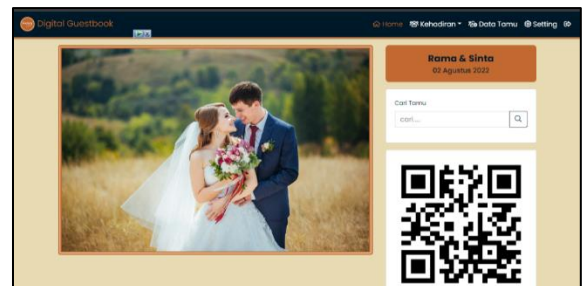 Digital Guestbook
Home Kehadiran Data Tamu Setting
Rama & Sinta
02 Agustus 2022
Cari Tamu
cari....